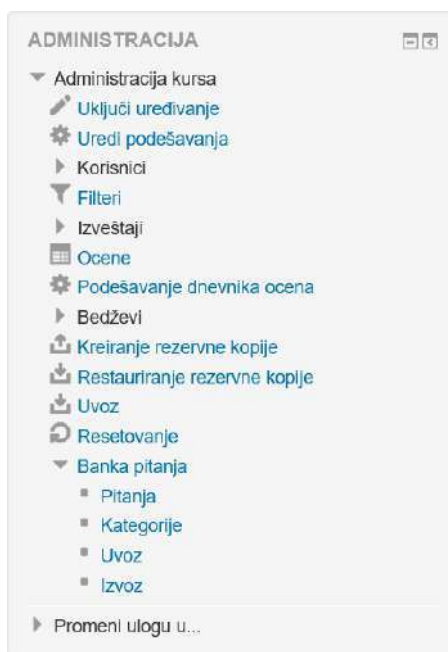 ADMINISTRACIJA
Administracija kursa
Uključi uređivanje
Uredi podešavanja
Korisnici
Filteri
Izveštaji
Ocene
Podešavanje dnevnika ocena
Bedževi
Kreiranje rezervne kopije
Restauriranje rezervne kopije
Uvoz
Resetovanje
Banka pitanja
Pitanja
Kategorije
Uvoz
Izvoz
Promeni ulogu u...